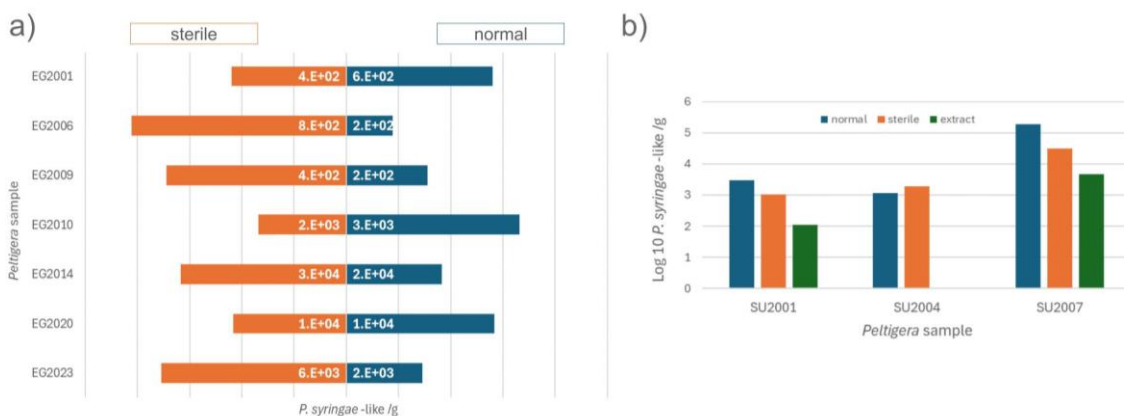 a)
sterile
normal
EG2001
4.E+02
6.E+02
EG2006
8.E+02
2.E+02
EG2009
4.E+02
2.E+02
EG2010
2.E+03
3.E+03
EG2014
3.E+04
2.E+04
EG2020
1.E+04
1.E+04
EG2023
6.E+03
2.E+03
Peltigera sample
P. syringae -like /g
b)
normal
sterile
extract
6
5
4
3
2
1
0
Log 10 P. syringae -like /g
SU2001
SU2004
SU2007
Peltigera sample